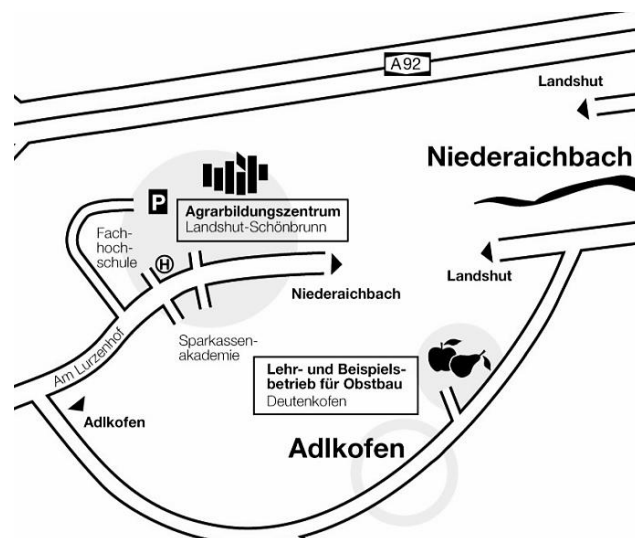 A92
Landshut
Niederaichbach
P
Agrarbildungszentrum
Landshut-Schönbrunn
Fach-
hoch-
schule
H
Landshut
Niederaichbach
Am Lurzenhof
Sparkassen-
akademie
Lehr- und Beispiels-
betrieb für Obstbau
Deutenkofen
Adlkofen
Adlkofen